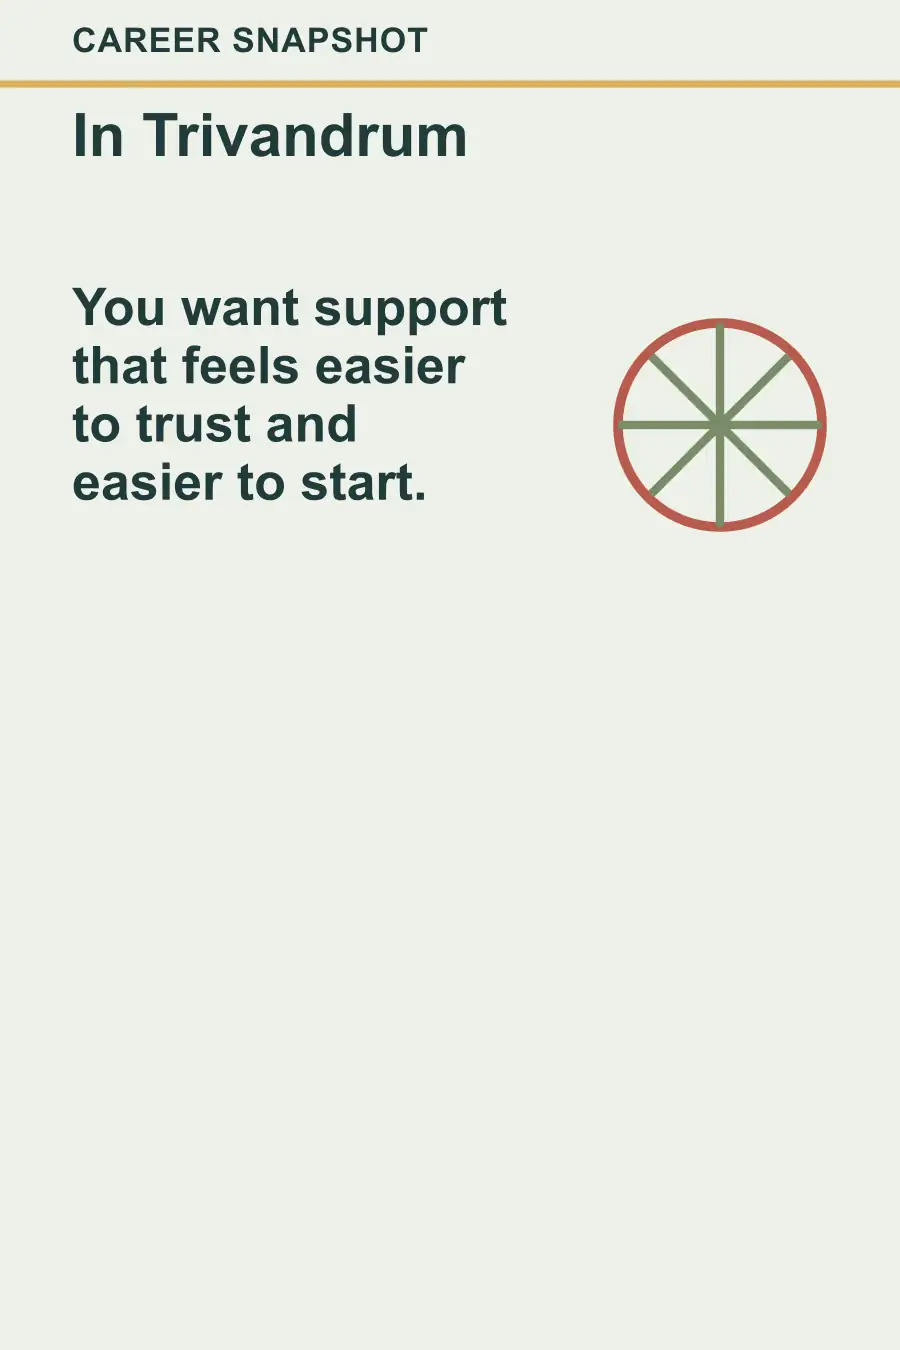 CAREER SNAPSHOT
In Trivandrum
You want support
that feels easier
to trust and
easier to start.